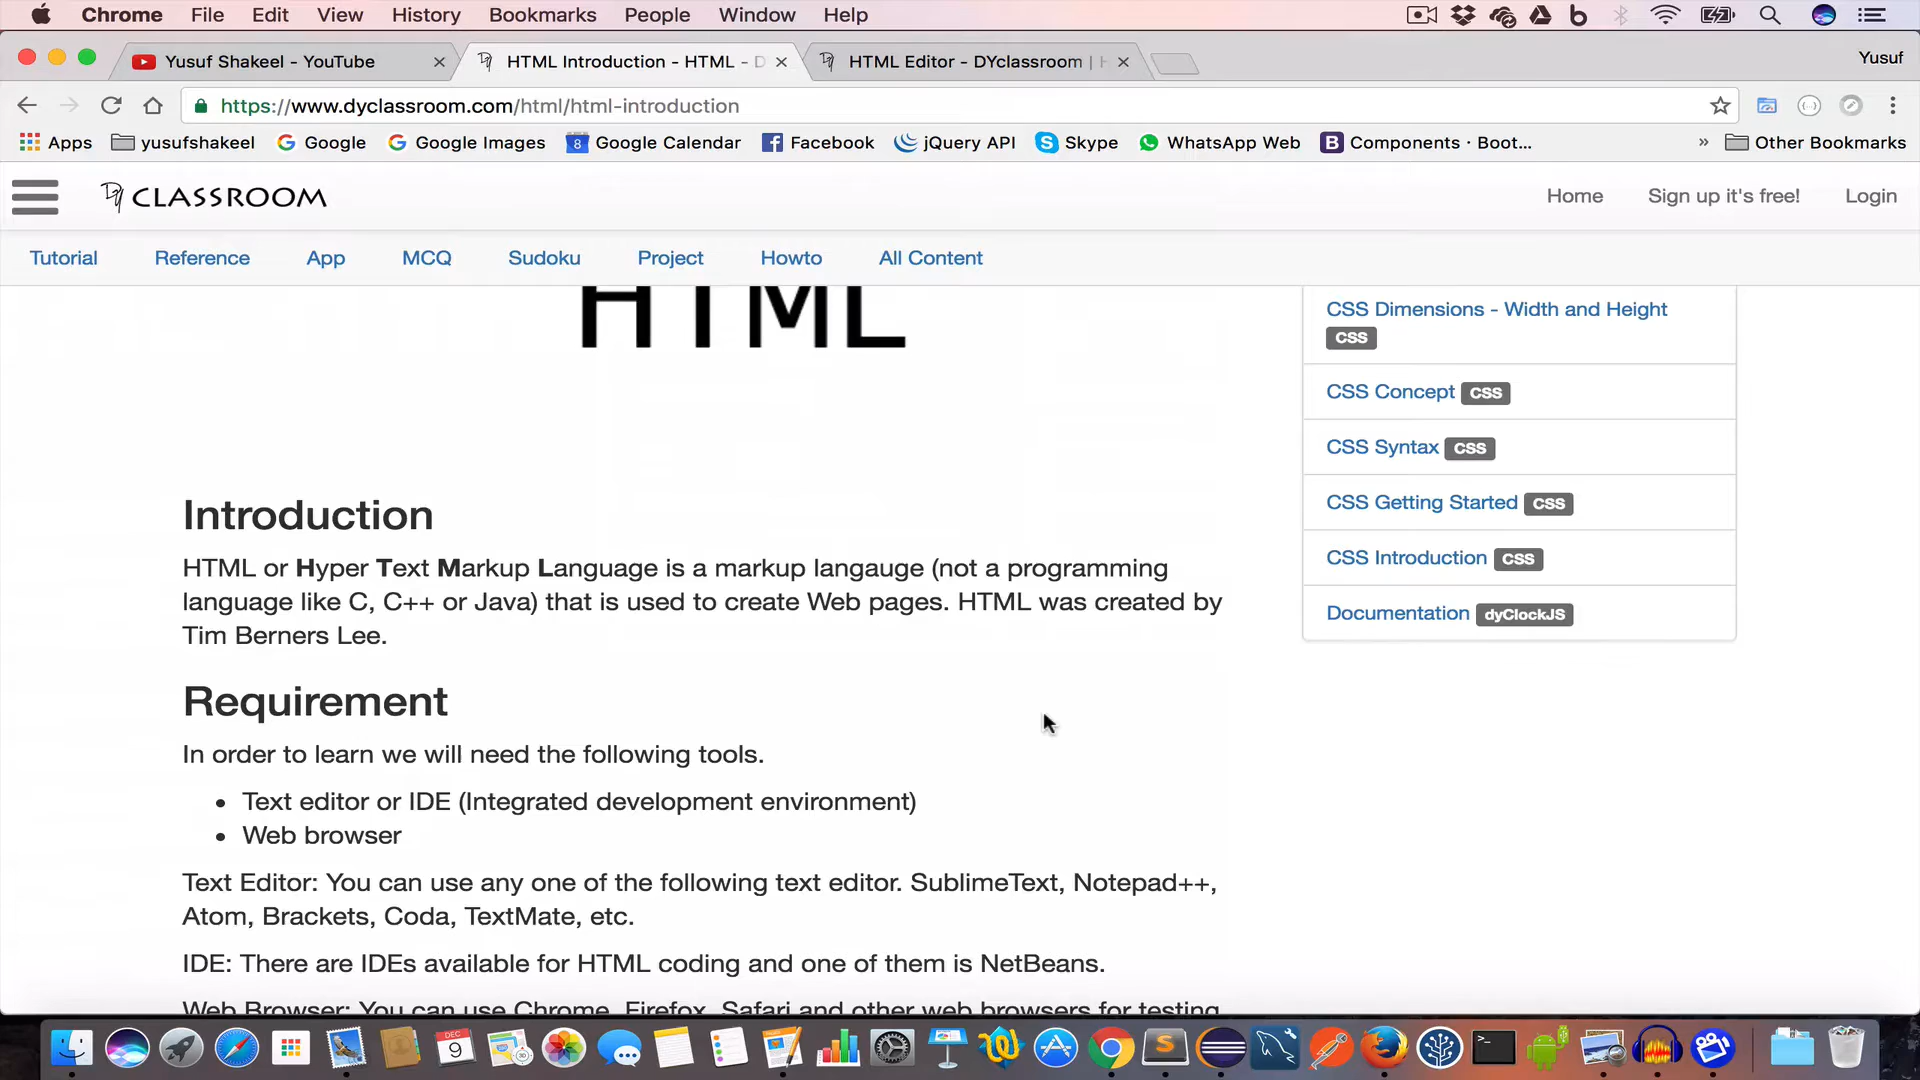 Chrome File Edit View History Bookmarks People Window Help
Yusuf Shakeel - YouTube
HTML Introduction - HTML - D
HTML Editor - DYclassroom | H
Yusuf
https://www.dyclassroom.com/html/html-introduction
Apps yusufshakeel Google Google Images Google Calendar Facebook jQuery API Skype WhatsApp Web Components · Boot... » Other Bookmarks
CLASSROOM
Home Sign up it's free! Login
Tutorial Reference App MCQ Sudoku Project Howto All Content
HTML
CSS Dimensions - Width and Height
CSS
CSS Concept CSS
CSS Syntax CSS
CSS Getting Started CSS
CSS Introduction CSS
Documentation dyClockJS
Introduction
HTML or Hyper Text Markup Language is a markup langauge (not a programming
language like C, C++ or Java) that is used to create Web pages. HTML was created by
Tim Berners Lee.
Requirement
In order to learn we will need the following tools.
• Text editor or IDE (Integrated development environment)
• Web browser
Text Editor: You can use any one of the following text editor. SublimeText, Notepad++,
Atom, Brackets, Coda, TextMate, etc.
IDE: There are IDEs available for HTML coding and one of them is NetBeans.
Web Browser: You can use Chrome, Firefox, Safari and other web browsers for testing
DEC
9